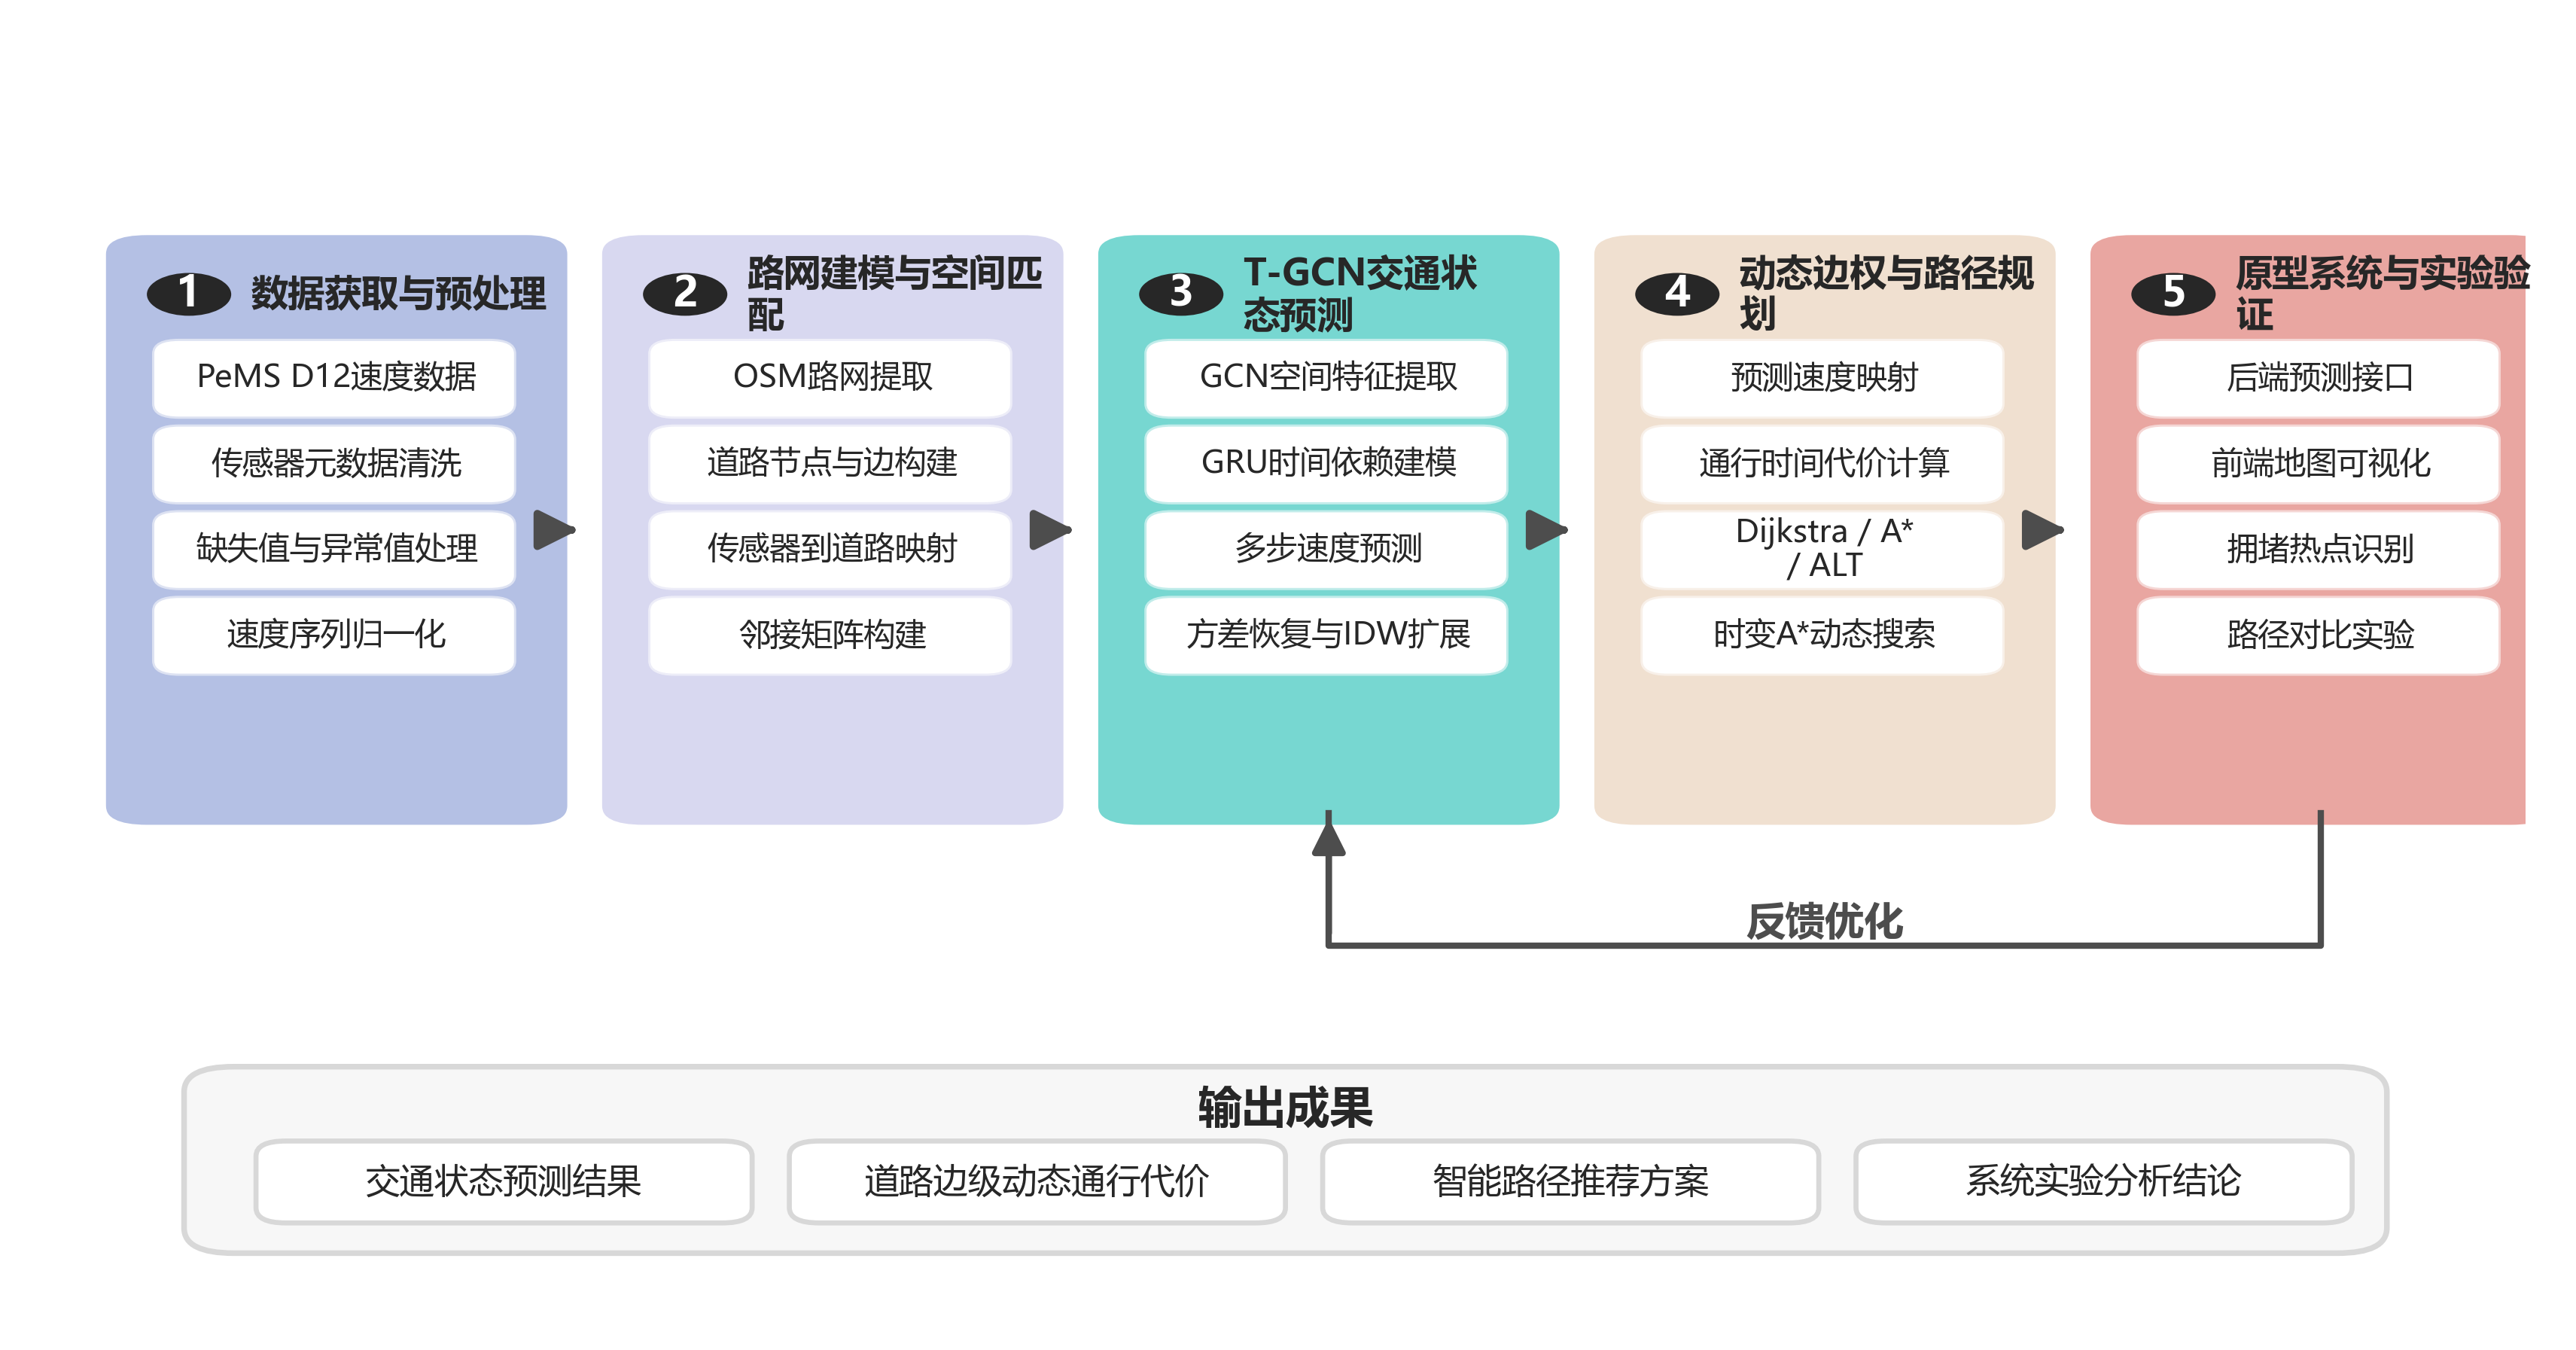 1
数据获取与预处理
PeMS D12速度数据
传感器元数据清洗
缺失值与异常值处理
速度序列归一化
2
路网建模与空间匹
配
OSM路网提取
道路节点与边构建
传感器到道路映射
邻接矩阵构建
3
T-GCN交通状
态预测
GCN空间特征提取
GRU时间依赖建模
多步速度预测
方差恢复与IDW扩展
4
动态边权与路径规
划
预测速度映射
通行时间代价计算
Dijkstra / A*
/ ALT
时变A*动态搜索
5
原型系统与实验验
证
后端预测接口
前端地图可视化
拥堵热点识别
路径对比实验
反馈优化
输出成果
交通状态预测结果
道路边级动态通行代价
智能路径推荐方案
系统实验分析结论